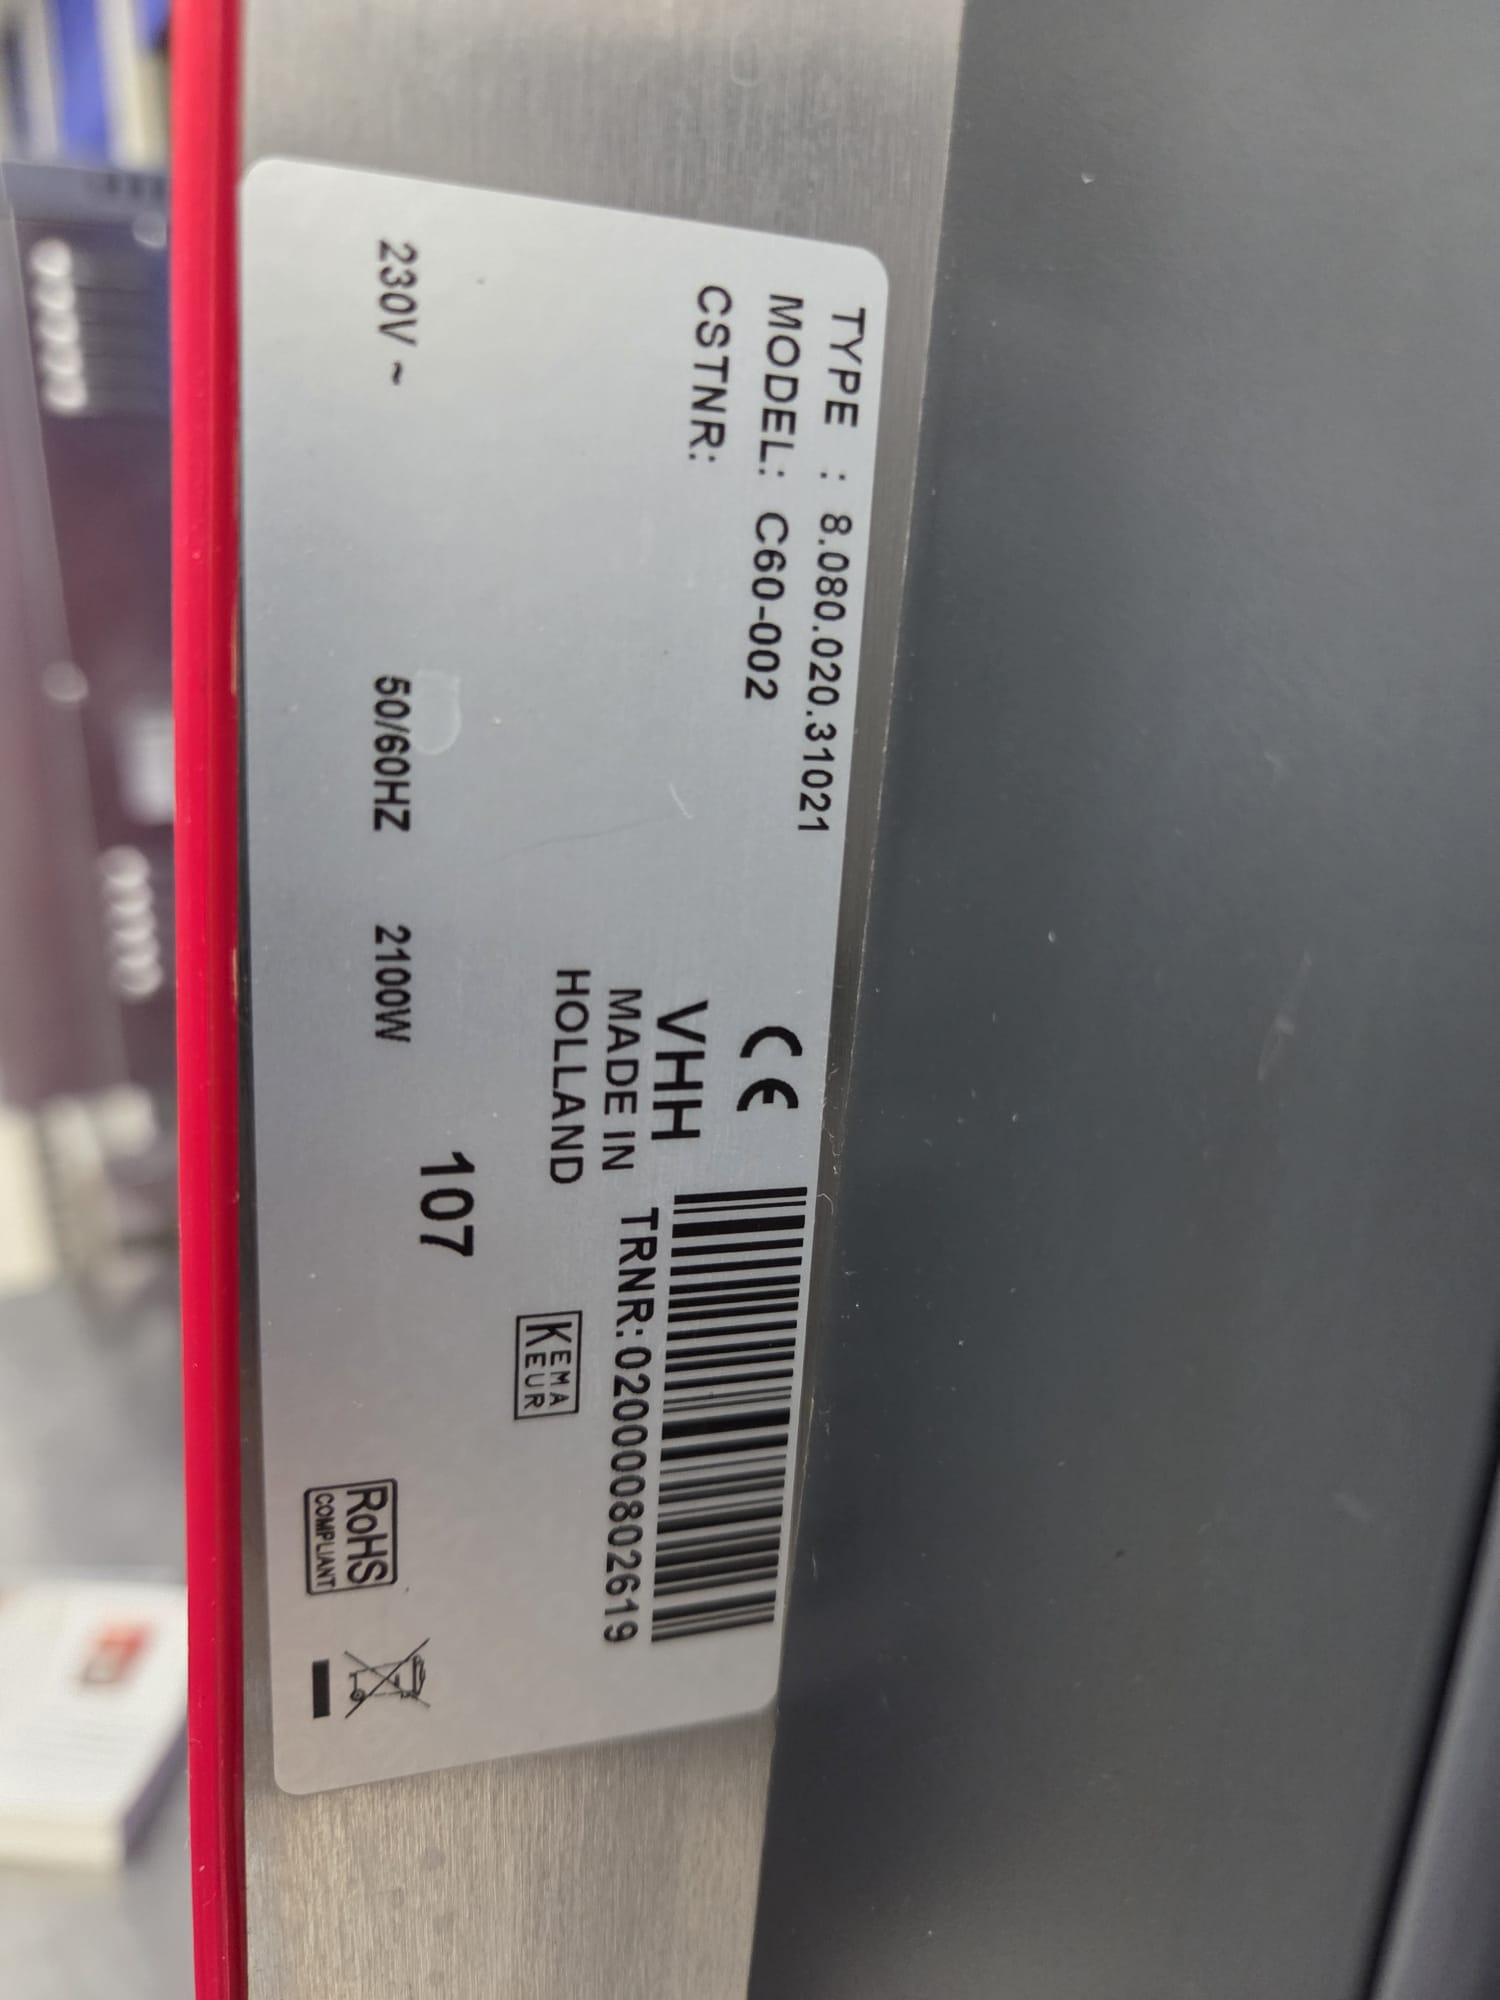 TYPE : 8.080.020.31021
MODEL: C60-002
CSTNR:
CE
VHH
MADE IN
HOLLAND
TRNR: 020000802619
KEMA
KEUR
107
230V ~ 50/60HZ 2100W
RoHS
COMPLIANT